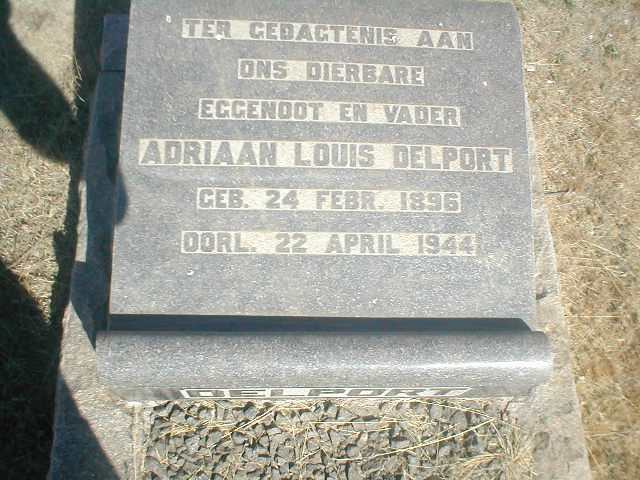 TER GEDAGTENIS AAN
ONS DIERBARE
EGGENOOT EN VADER
ADRIAAN LOUIS DELPORT
GEB. 24 FEBR. 1896
OORL. 22 APRIL 1944
DELPORT